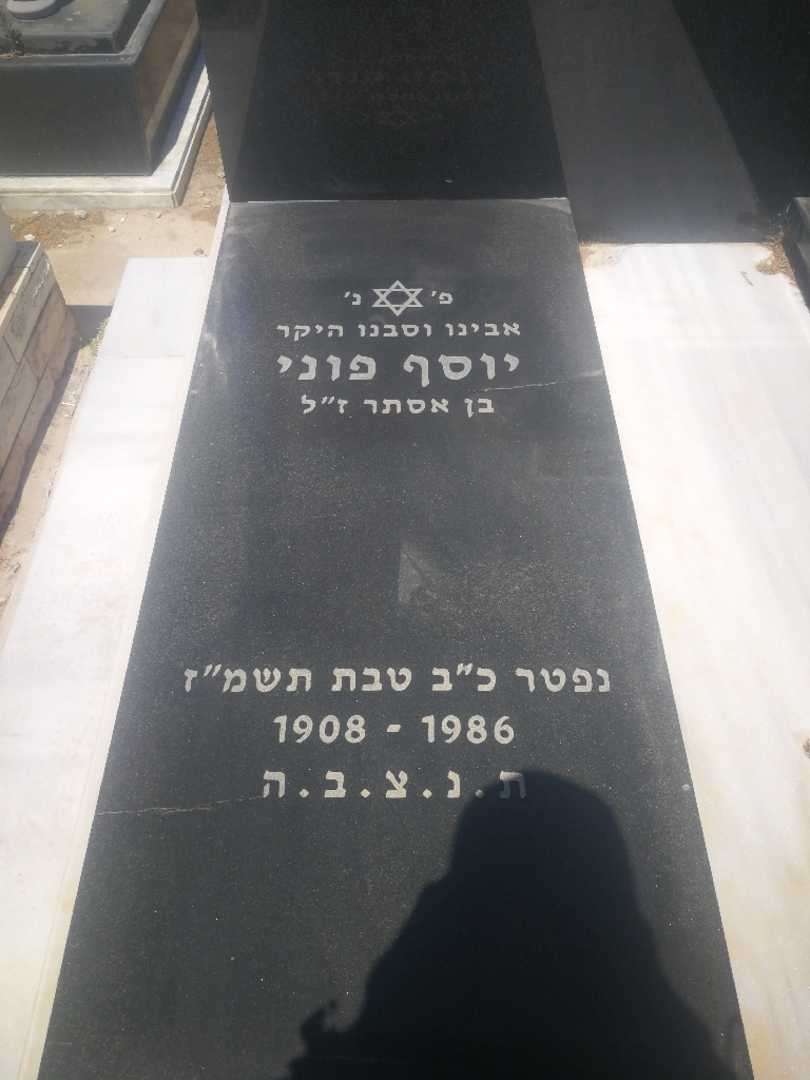 פ׳ נ׳
אבינו וסבנו היקר
יוסף פוני
בן אסתר ז״ל
נפטר כ״ב טבת תשמ״ז
1908 - 1986
ת.נ.צ.ב.ה